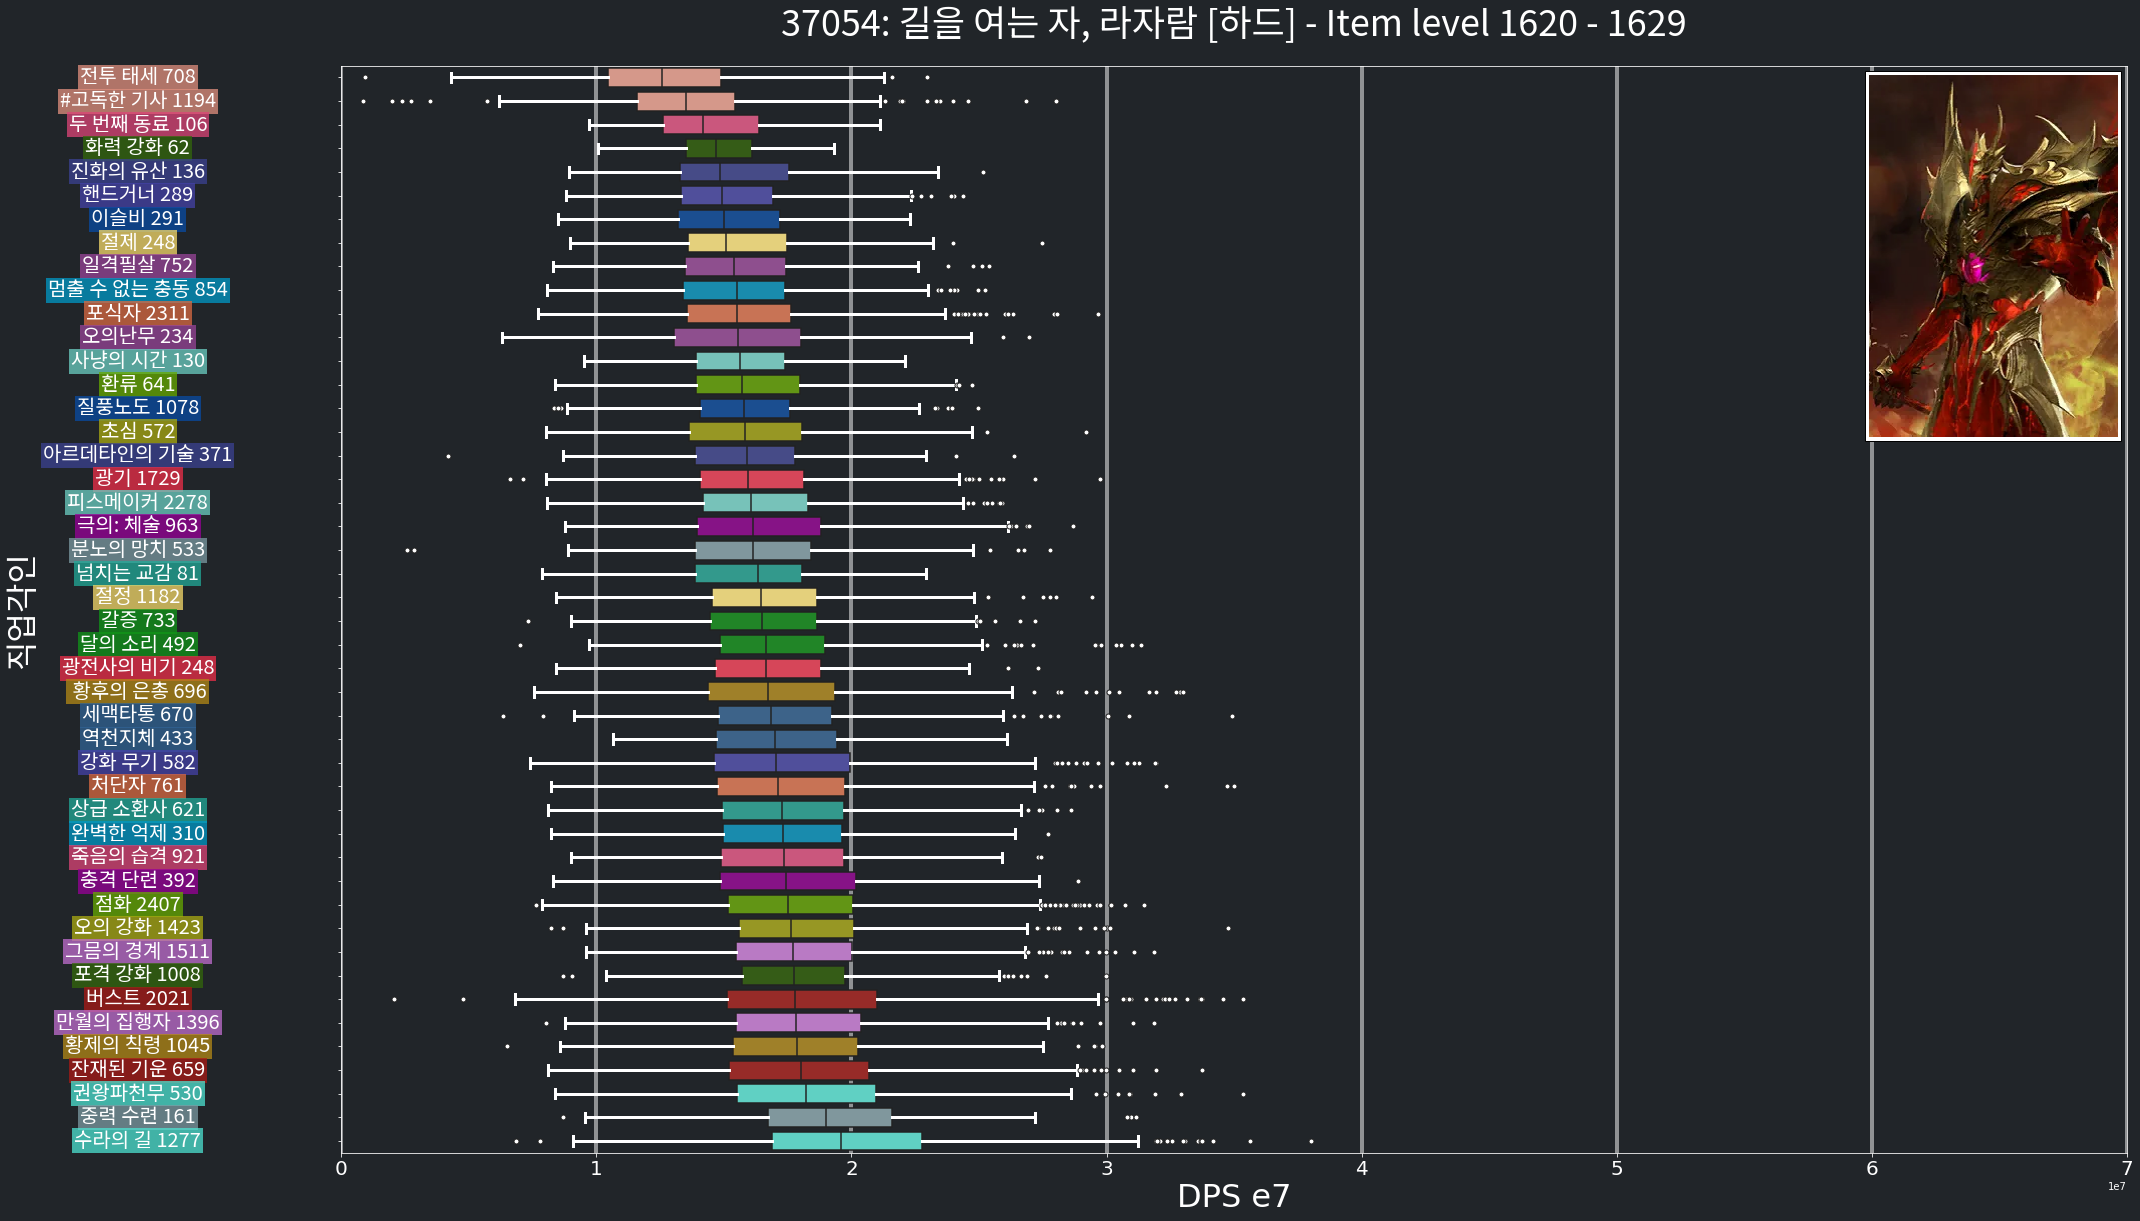 37054: 길을 여는 자, 라자람 [하드] - Item level 1620 - 1629
전투 태세 708
#고독한 기사 1194
두 번째 동료 106
화력 강화 62
진화의 유산 136
핸드거너 289
이슬비 291
절제 248
일격필살 752
멈출 수 없는 충동 854
포식자 2311
오의난무 234
사냥의 시간 130
환류 641
질풍노도 1078
초심 572
아르데타인의 기술 371
광기 1729
피스메이커 2278
극의: 체술 963
분노의 망치 533
넘치는 교감 81
절정 1182
갈증 733
달의 소리 492
광전사의 비기 248
황후의 은총 696
세맥타통 670
역천지체 433
강화 무기 582
처단자 761
상급 소환사 621
완벽한 억제 310
죽음의 습격 921
충격 단련 392
점화 2407
오의 강화 1423
그믐의 경계 1511
포격 강화 1008
버스트 2021
만월의 집행자 1396
황제의 칙령 1045
잔재된 기운 659
권왕파천무 530
중력 수련 161
수라의 길 1277
직업각인
0 1 2 3 4 5 6 7
1e7
DPS e7